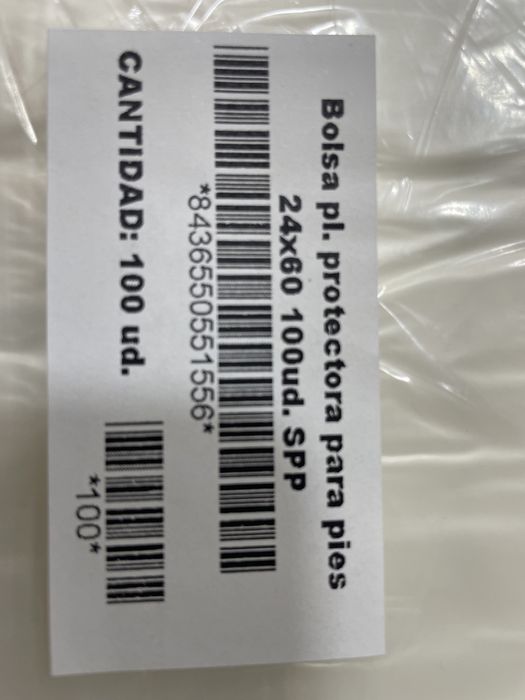 Bolsa pl. protectora para pies
24x60 100ud. SPP
*8436550551556*
CANTIDAD: 100 ud.
*100*